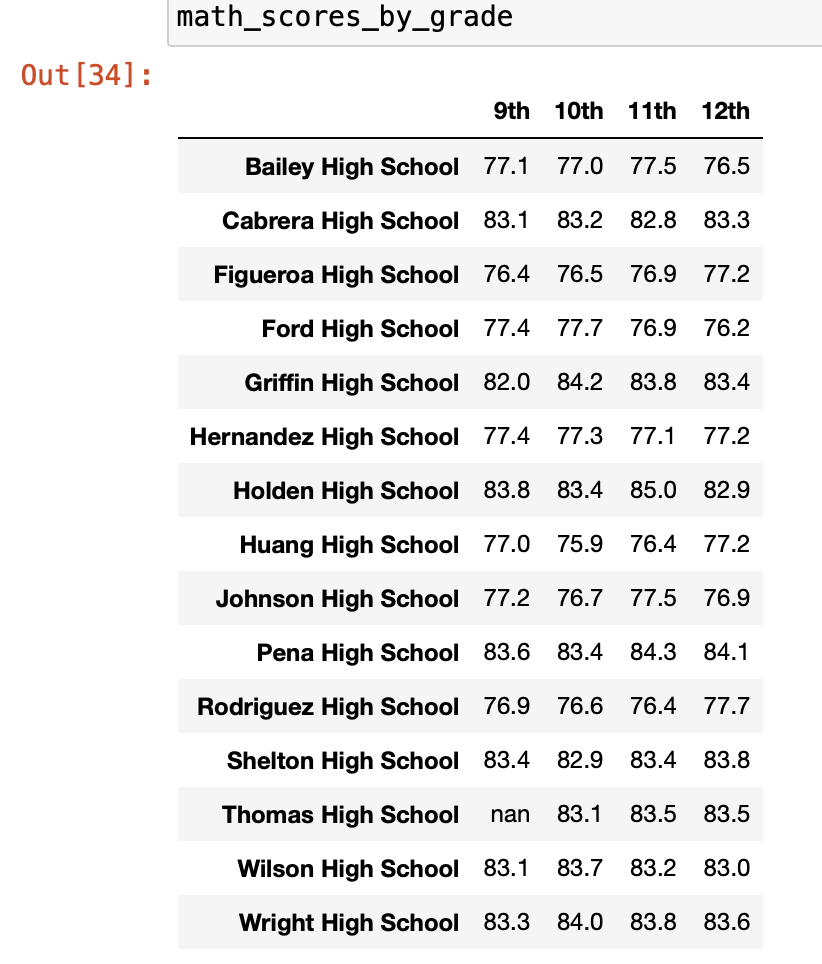 math_scores_by_grade
Out[34]:
9th 10th 11th 12th
Bailey High School 77.1 77.0 77.5 76.5
Cabrera High School 83.1 83.2 82.8 83.3
Figueroa High School 76.4 76.5 76.9 77.2
Ford High School 77.4 77.7 76.9 76.2
Griffin High School 82.0 84.2 83.8 83.4
Hernandez High School 77.4 77.3 77.1 77.2
Holden High School 83.8 83.4 85.0 82.9
Huang High School 77.0 75.9 76.4 77.2
Johnson High School 77.2 76.7 77.5 76.9
Pena High School 83.6 83.4 84.3 84.1
Rodriguez High School 76.9 76.6 76.4 77.7
Shelton High School 83.4 82.9 83.4 83.8
Thomas High School nan 83.1 83.5 83.5
Wilson High School 83.1 83.7 83.2 83.0
Wright High School 83.3 84.0 83.8 83.6